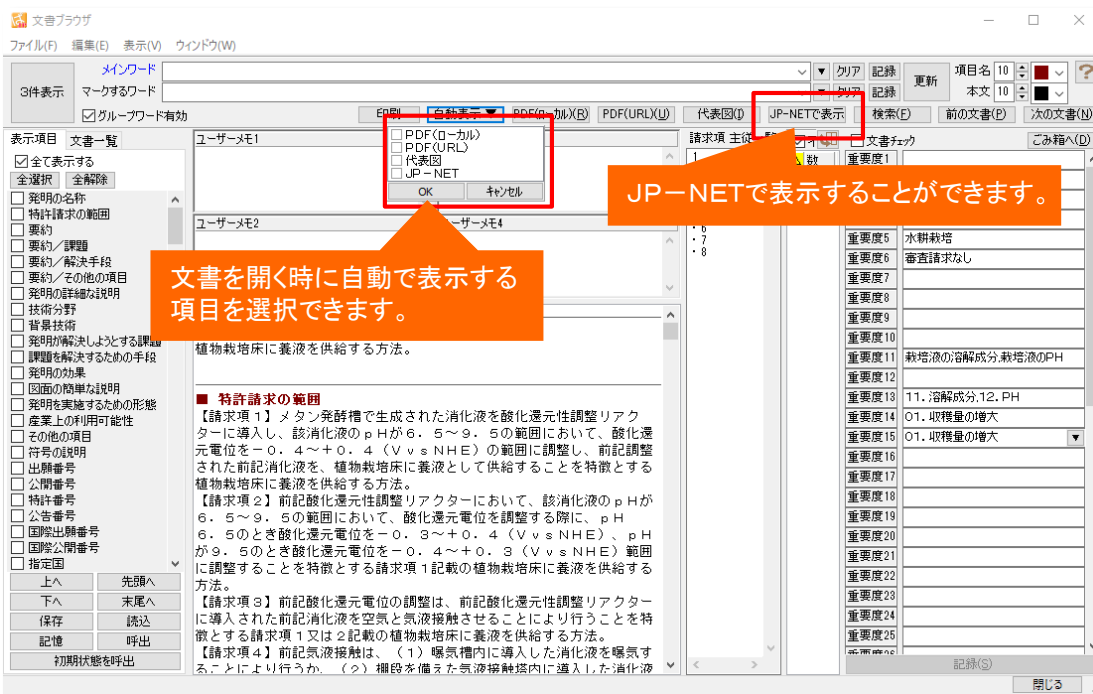 文書ブラウザ
ファイル(F) 編集(E) 表示(V) ウィンドウ(W)
3件表示
メインワード
クリア 記録
マークするワード
クリア 記録
更新
項目名 10
本文 10
グループワード有効
印刷 自動表示▼ PDF(ローカル)(R) PDF(URL)(U) 代表図(I) JP-NETで表示 検索(F) 前の文書(P) 次の文書(N)
PDF(ローカル)
PDF(URL)
代表図
JP-NET
OK キャンセル
JP-NETで表示することができます。
文書を開く時に自動で表示する
項目を選択できます。
表示項目 文書一覧
全て表示する
全選択 全解除
発明の名称
特許請求の範囲
要約
要約/課題
要約/解決手段
要約/その他の項目
発明の詳細な説明
技術分野
背景技術
発明が解決しようとする課題
課題を解決するための手段
発明の効果
図面の簡単な説明
発明を実施するための形態
産業上の利用可能性
その他の項目
符号の説明
出願番号
公開番号
特許番号
公告番号
国際出願番号
国際公開番号
指定国
上へ 先頭へ
下へ 末尾へ
保存 読込
記憶 呼出
初期状態を呼出
ユーザーメモ1
ユーザーメモ2
ーザーメモ4
植物栽培床に養液を供給する方法。
■ 特許請求の範囲
【請求項1】メタン発酵槽で生成された消化液を酸化還元性調整リアク
ターに導入し、該消化液のpHが6.5~9.5の範囲において、酸化還
元電位を-0.4~+0.4(VvsNHE)の範囲に調整し、前記調整
された前記消化液を、植物栽培床に養液として供給することを特徴とする
植物栽培床に養液を供給する方法。
【請求項2】前記酸化還元性調整リアクターにおいて、該消化液のpHが
6.5~9.5の範囲において、酸化還元電位を調整する際に、pH
6.5のとき酸化還元電位を-0.3~+0.4(VvsNHE)、pH
が9.5のとき酸化還元電位を-0.4~+0.3(VvsNHE)範囲
に調整することを特徴とする請求項1記載の植物栽培床に養液を供給する
方法。
【請求項3】前記酸化還元電位の調整は、前記酸化還元性調整リアクター
に導入された前記消化液を空気と気液接触させることにより行うことを特
徴とする請求項1又は2記載の植物栽培床に養液を供給する方法。
【請求項4】前記気液接触は、(1)曝気槽内に導入した消化液を曝気す
ることにより行うか、(2)棚段を備えた気液接触塔内に導入した消化液
請求項 主従
1
・6
・7
・8
数
文書チェック ごみ箱へ(D)
重要度1
重要度5 水耕栽培
重要度6 審査請求なし
重要度7
重要度8
重要度9
重要度10
重要度11 栽培液の溶解成分,栽培液のPH
重要度12
重要度13 11.溶解成分,12.PH
重要度14 01.収穫量の増大
重要度15 01.収穫量の増大
重要度16
重要度17
重要度18
重要度19
重要度20
重要度21
重要度22
重要度23
重要度24
重要度25
記録(S)
閉じる